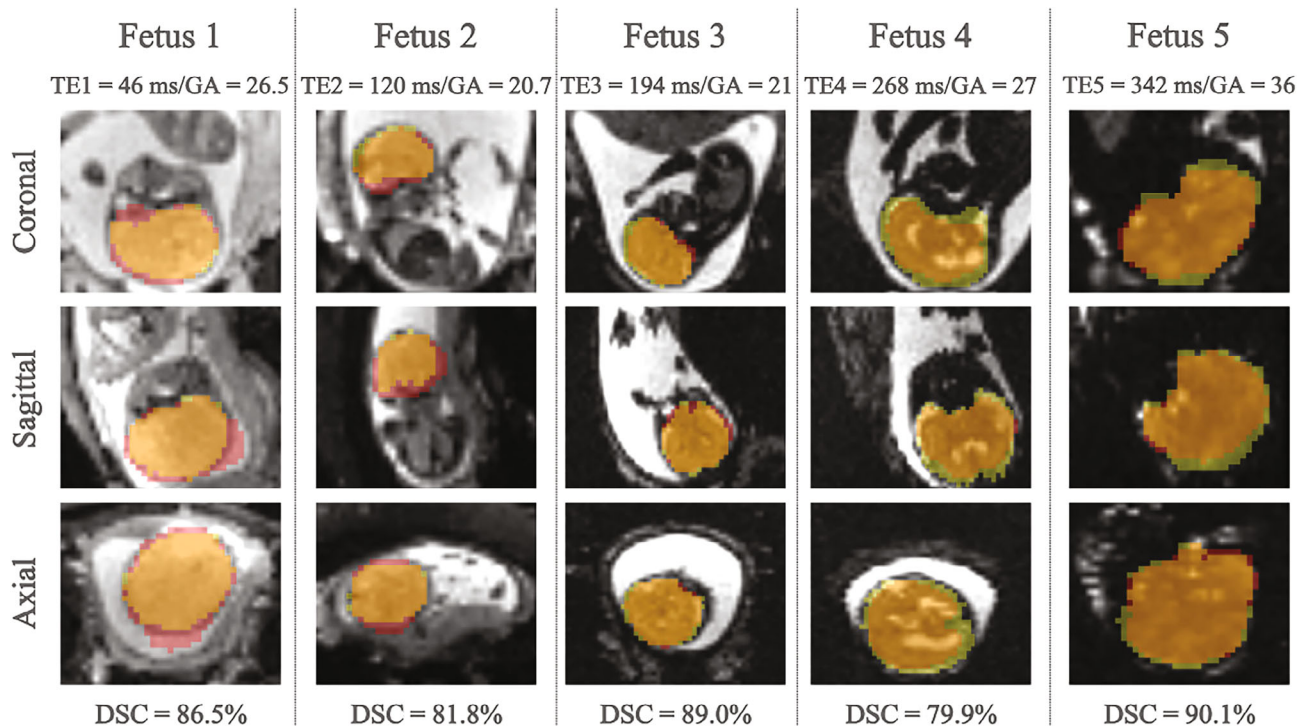 Fetus 1 Fetus 2 Fetus 3 Fetus 4 Fetus 5
TE1 = 46 ms/GA = 26.5 TE2 = 120 ms/GA = 20.7 TE3 = 194 ms/GA = 21 TE4 = 268 ms/GA = 27 TE5 = 342 ms/GA = 36
Coronal
Sagittal
Axial
DSC = 86.5% DSC = 81.8% DSC = 89.0% DSC = 79.9% DSC = 90.1%